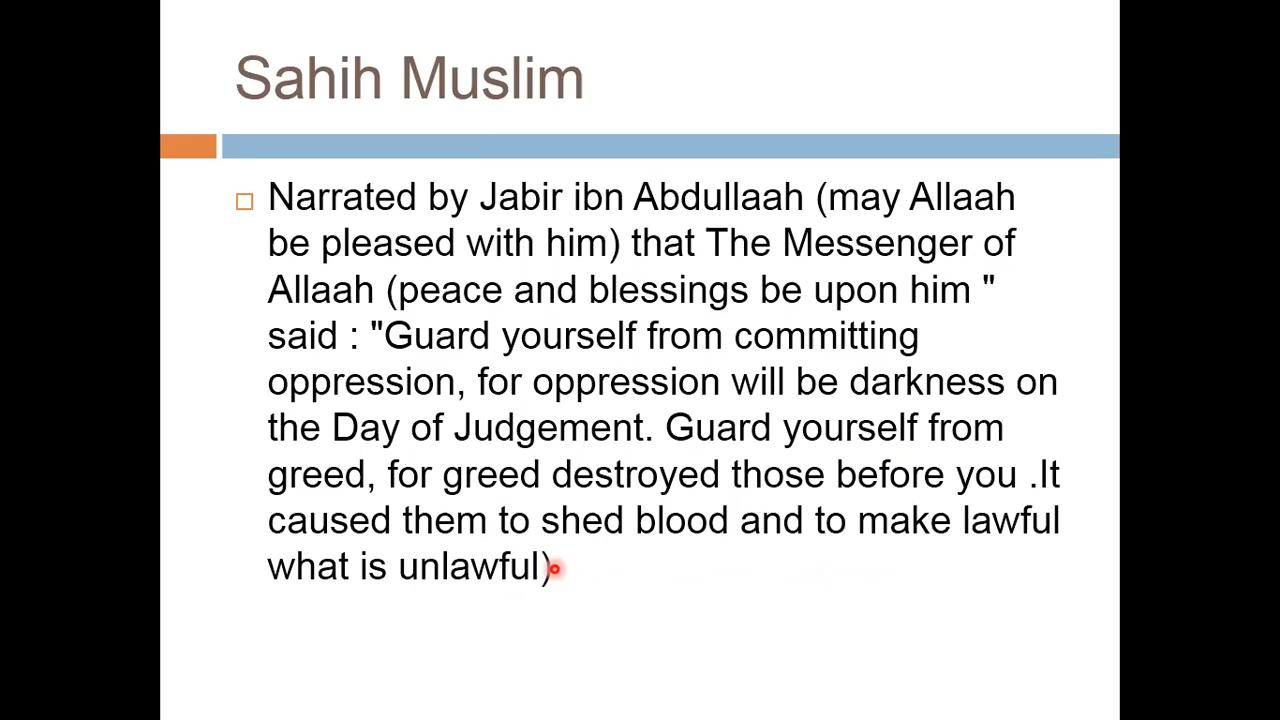 Sahih Muslim
Narrated by Jabir ibn Abdullaah (may Allaah
be pleased with him) that The Messenger of
Allaah (peace and blessings be upon him "
said : "Guard yourself from committing
oppression, for oppression will be darkness on
the Day of Judgement. Guard yourself from
greed, for greed destroyed those before you .It
caused them to shed blood and to make lawful
what is unlawful)